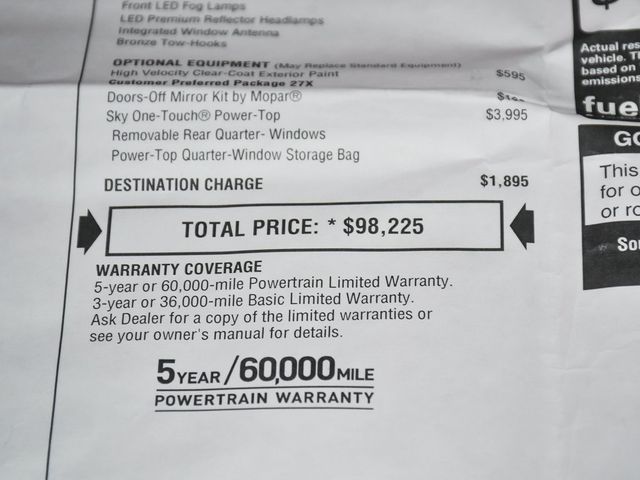 Front LED Fog Lamps
LED Premium Reflector Headlamps
Integrated Window Antenna
Bronze Tow-Hooks
OPTIONAL EQUIPMENT (May Replace Standard Equipment)
High Velocity Clear-Coat Exterior Paint $595
Customer Preferred Package 27X
Doors-Off Mirror Kit by Mopar®
Sky One-Touch® Power-Top $3,995
Removable Rear Quarter- Windows
Power-Top Quarter-Window Storage Bag
DESTINATION CHARGE $1,895
TOTAL PRICE: * $98,225
WARRANTY COVERAGE
5-year or 60,000-mile Powertrain Limited Warranty.
3-year or 36,000-mile Basic Limited Warranty.
Ask Dealer for a copy of the limited warranties or
see your owner's manual for details.
5 YEAR/60,000 MILE
POWERTRAIN WARRANTY
Actual res
vehicle. T
based on
emissions
fue
GO
This
for o
or ro